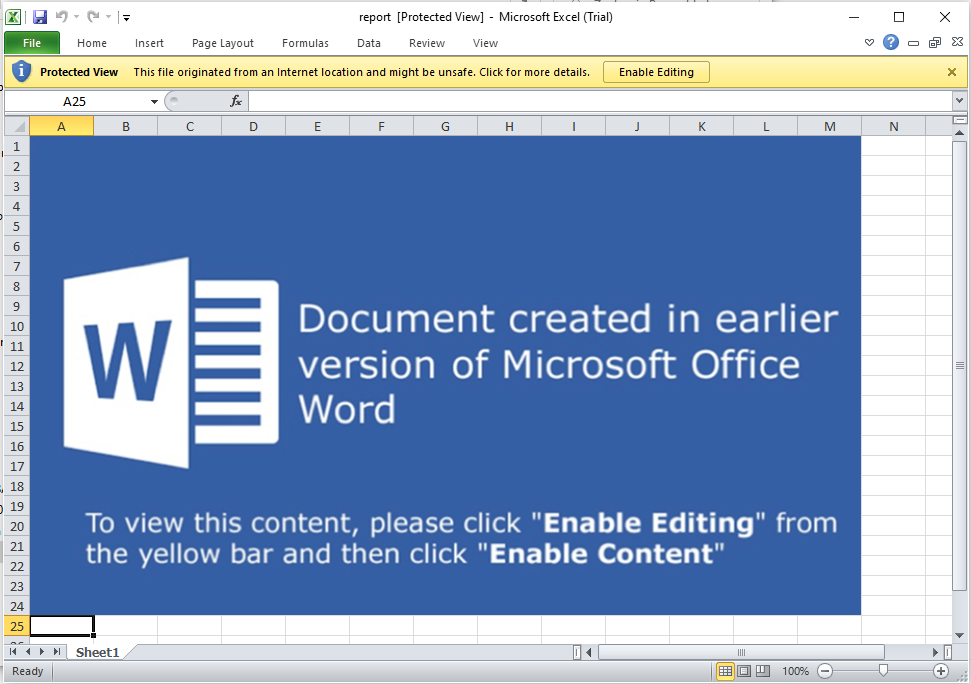 report [Protected View] - Microsoft Excel (Trial)
File Home Insert Page Layout Formulas Data Review View
Protected View This file originated from an Internet location and might be unsafe. Click for more details. Enable Editing
A25 fx
A B C D E F G H I J K L M N
1
2
3
4
5
6
7
8
9
10
11
12
13
14
15
16
17
18
19
20
21
22
23
24
25
W
Document created in earlier
version of Microsoft Office
Word
To view this content, please click "Enable Editing" from
the yellow bar and then click "Enable Content"
Sheet1
Ready 100%